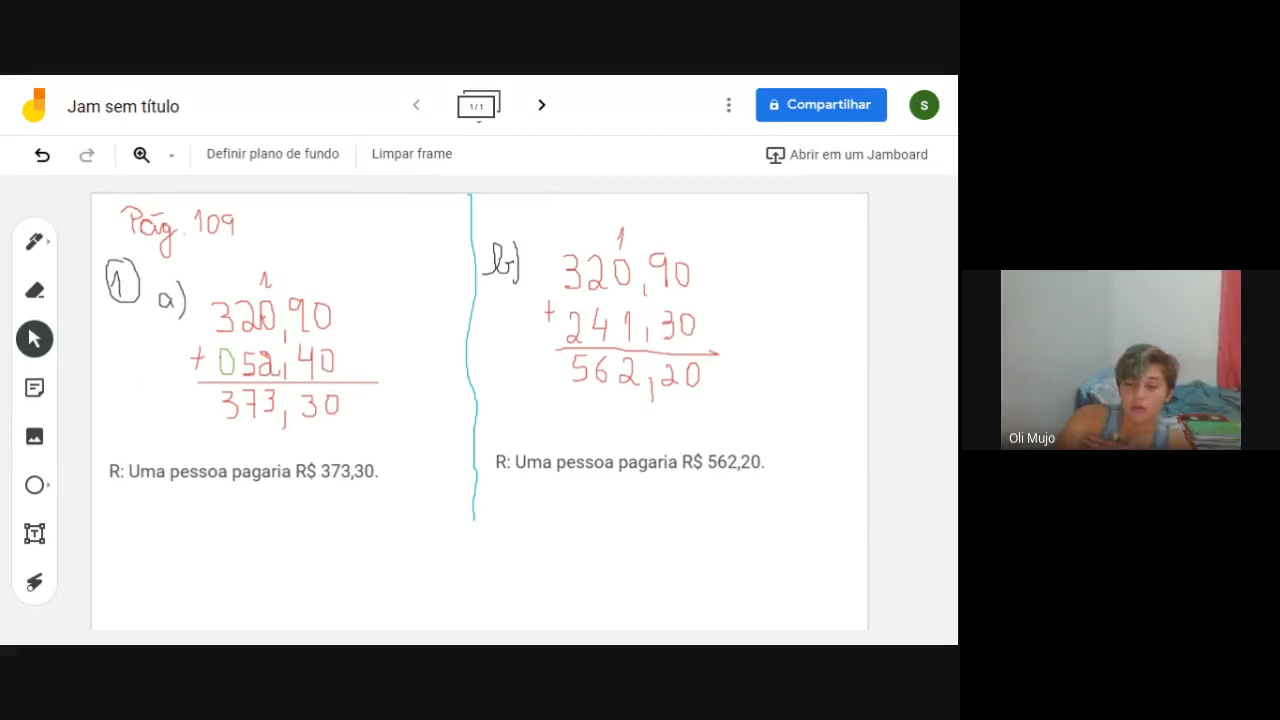 Jam sem título
1/1
Compartilhar
S
Definir plano de fundo
Limpar frame
Abrir em um Jamboard
Pág. 109
1
a)
1
320,90
+ 052,40
373,30
R: Uma pessoa pagaria R$ 373,30.
b)
1
320,90
+ 241,30
562,20
R: Uma pessoa pagaria R$ 562,20.
Oli Mujo